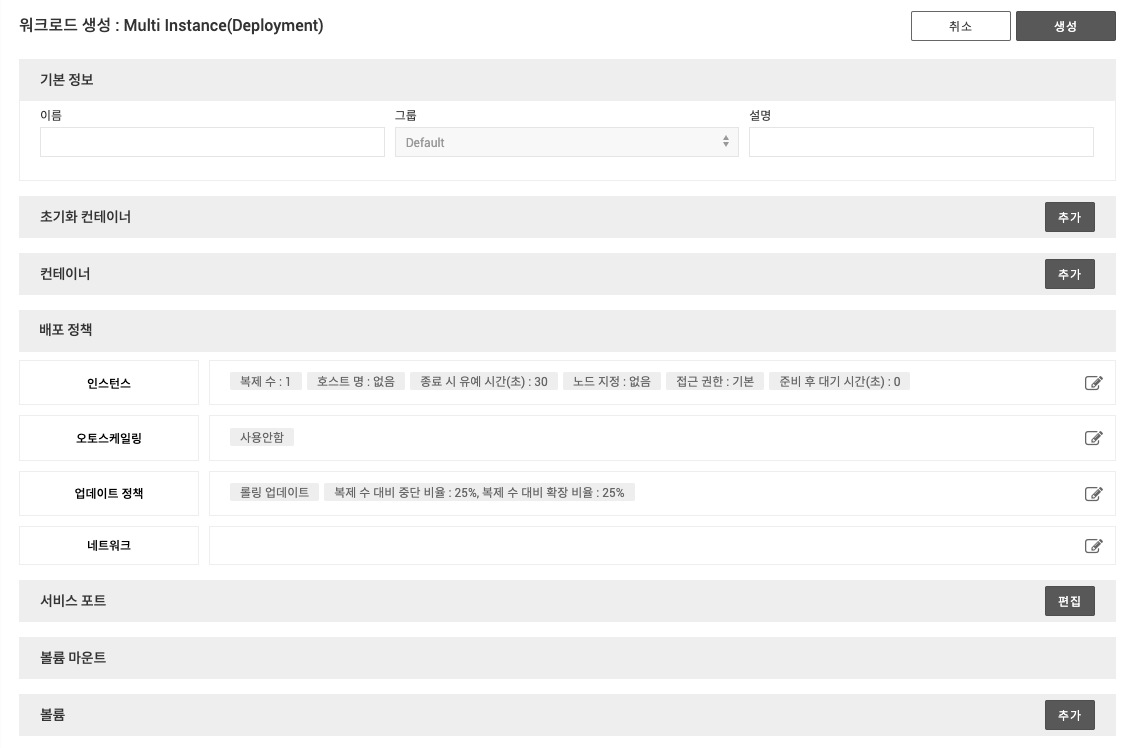 워크로드 생성 : Multi Instance(Deployment) 취소 생성
기본 정보
이름 그룹 설명
Default
초기화 컨테이너 추가
컨테이너 추가
배포 정책
인스턴스 복제 수 : 1 호스트 명 : 없음 종료 시 유예 시간(초) : 30 노드 지정 : 없음 접근 권한 : 기본 준비 후 대기 시간(초) : 0
오토스케일링 사용안함
업데이트 정책 롤링 업데이트 복제 수 대비 중단 비율 : 25%, 복제 수 대비 확장 비율 : 25%
네트워크
서비스 포트 편집
볼륨 마운트
볼륨 추가